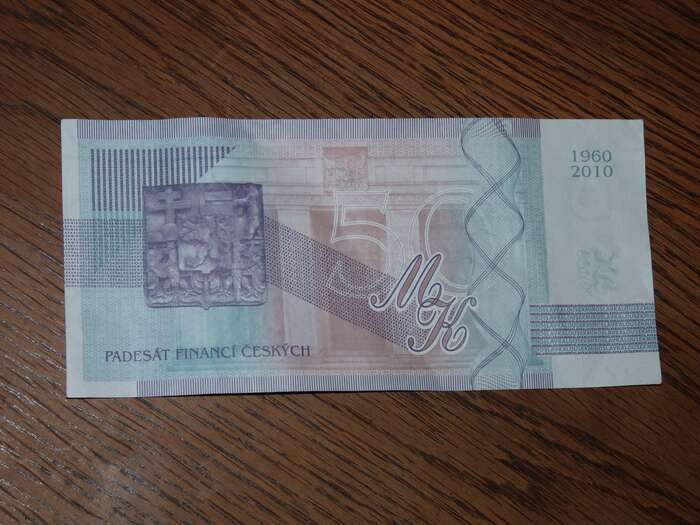 1960
2010
50
MK
PADESÁT FINANCÍ ČESKÝCH